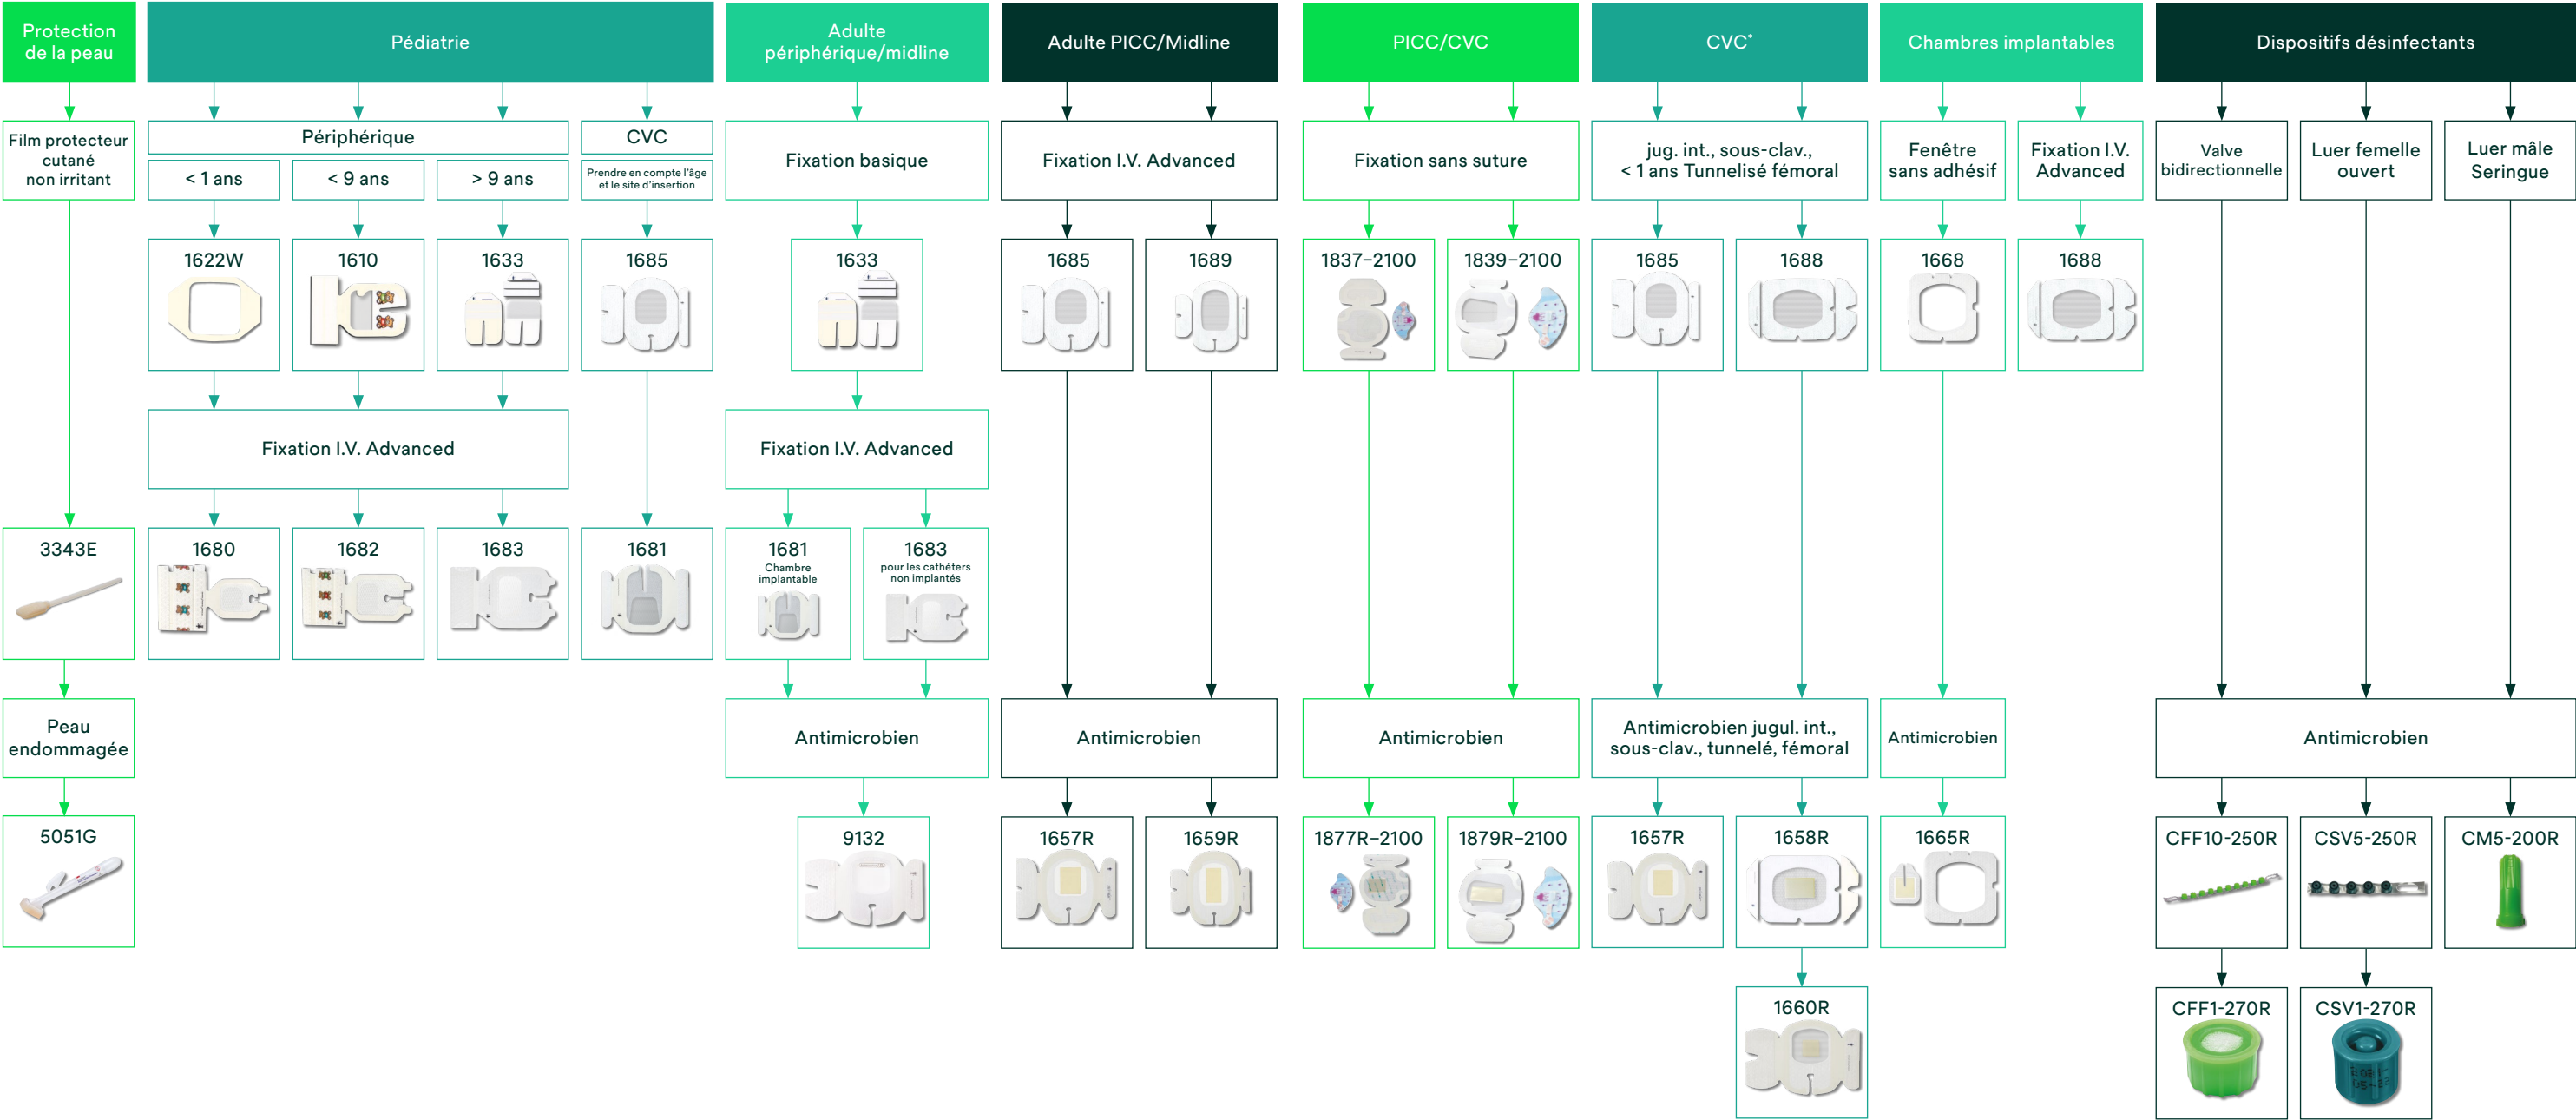 Protection
de la peau
Pédiatrie
Adulte
périphérique/midline
Adulte PICC/Midline
PICC/CVC
CVC*
Chambres implantables
Dispositifs désinfectants
Film protecteur
cutané
non irritant
Périphérique
CVC
< 1 ans
< 9 ans
> 9 ans
Prendre en compte l'âge
et le site d'insertion
Fixation basique
Fixation I.V. Advanced
Fixation sans suture
jug. int., sous-clav.,
< 1 ans Tunnelisé fémoral
Fenêtre
sans adhésif
Fixation I.V.
Advanced
Valve
bidirectionnelle
Luer femelle
ouvert
Luer mâle
Seringue
1622W
1610
1633
1685
1633
1685
1689
1837–2100
1839–2100
1685
1688
1668
1688
Fixation I.V. Advanced
Fixation I.V. Advanced
3343E
1680
1682
1683
1681
1681
Chambre
implantable
1683
pour les cathéters
non implantés
Peau
endommagée
Antimicrobien
Antimicrobien
Antimicrobien
Antimicrobien jugul. int.,
sous-clav., tunnelé, fémoral
Antimicrobien
Antimicrobien
5051G
9132
1657R
1659R
1877R–2100
1879R–2100
1657R
1658R
1665R
CFF10-250R
CSV5-250R
CM5-200R
1660R
CFF1-270R
CSV1-270R